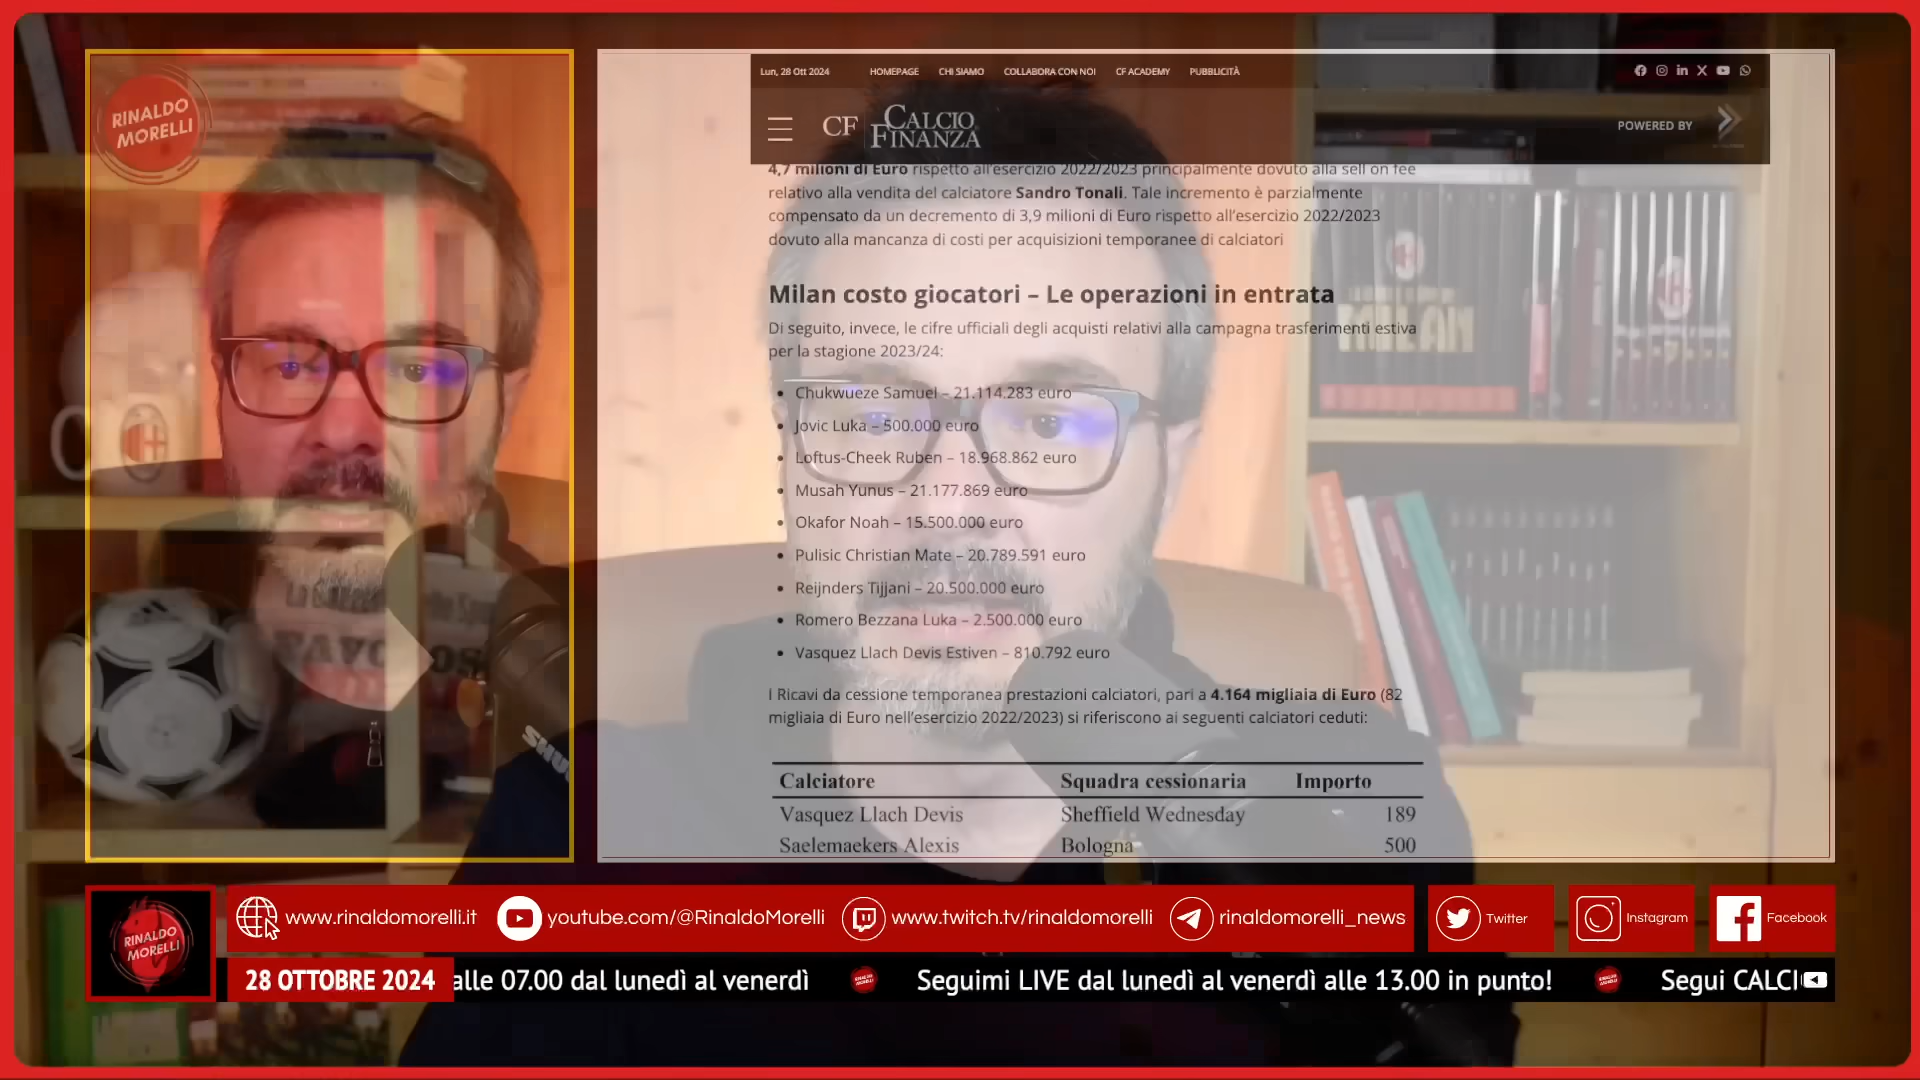 RINALDO
MORELLI
Lun, 28 Ott 2024 HOMEPAGE CHI SIAMO COLLABORA CON NOI CF ACADEMY PUBBLICITÀ
CF CALCIO
FINANZA
POWERED BY
4,7 milioni di Euro rispetto all'esercizio 2022/2023 principalmente dovuto alla sell on fee
relativo alla vendita del calciatore Sandro Tonali. Tale incremento è parzialmente
compensato da un decremento di 3,9 milioni di Euro rispetto all'esercizio 2022/2023
dovuto alla mancanza di costi per acquisizioni temporanee di calciatori
Milan costo giocatori – Le operazioni in entrata
Di seguito, invece, le cifre ufficiali degli acquisti relativi alla campagna trasferimenti estiva
per la stagione 2023/24:
• Chukwueze Samuel – 21.114.283 euro
• Jovic Luka – 500.000 euro
• Loftus-Cheek Ruben – 18.968.862 euro
• Musah Yunus – 21.177.869 euro
• Okafor Noah – 15.500.000 euro
• Pulisic Christian Mate – 20.789.591 euro
• Reijnders Tijjani – 20.500.000 euro
• Romero Bezzana Luka – 2.500.000 euro
• Vasquez Llach Devis Estiven – 810.792 euro
I Ricavi da cessione temporanea prestazioni calciatori, pari a 4.164 migliaia di Euro (82
migliaia di Euro nell'esercizio 2022/2023) si riferiscono ai seguenti calciatori ceduti:
Calciatore Squadra cessionaria Importo
Vasquez Llach Devis Sheffield Wednesday 189
Saelemaekers Alexis Bologna 500
MILAN
RINALDO
MORELLI
www.rinaldomorelli.it youtube.com/@RinaldoMorelli www.twitch.tv/rinaldomorelli rinaldomorelli_news Twitter Instagram Facebook
28 OTTOBRE 2024 alle 07.00 dal lunedì al venerdì Seguimi LIVE dal lunedì al venerdì alle 13.00 in punto! Segui CALCI